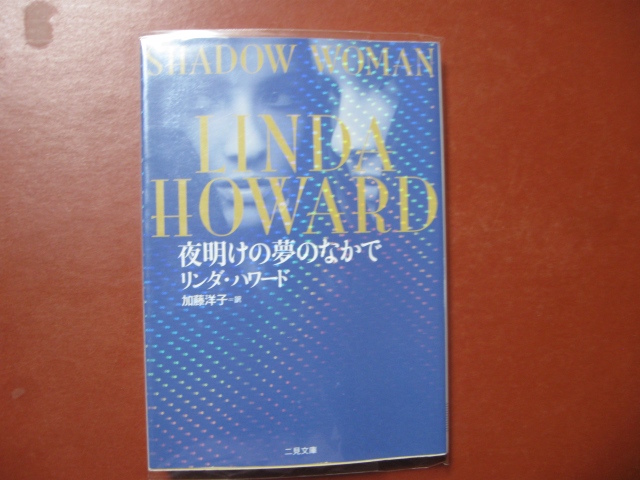 SHADOW WOMAN
LINDA
HOWARD
夜明けの夢のなかで
リンダ・ハワード
加藤洋子=訳
二見文庫